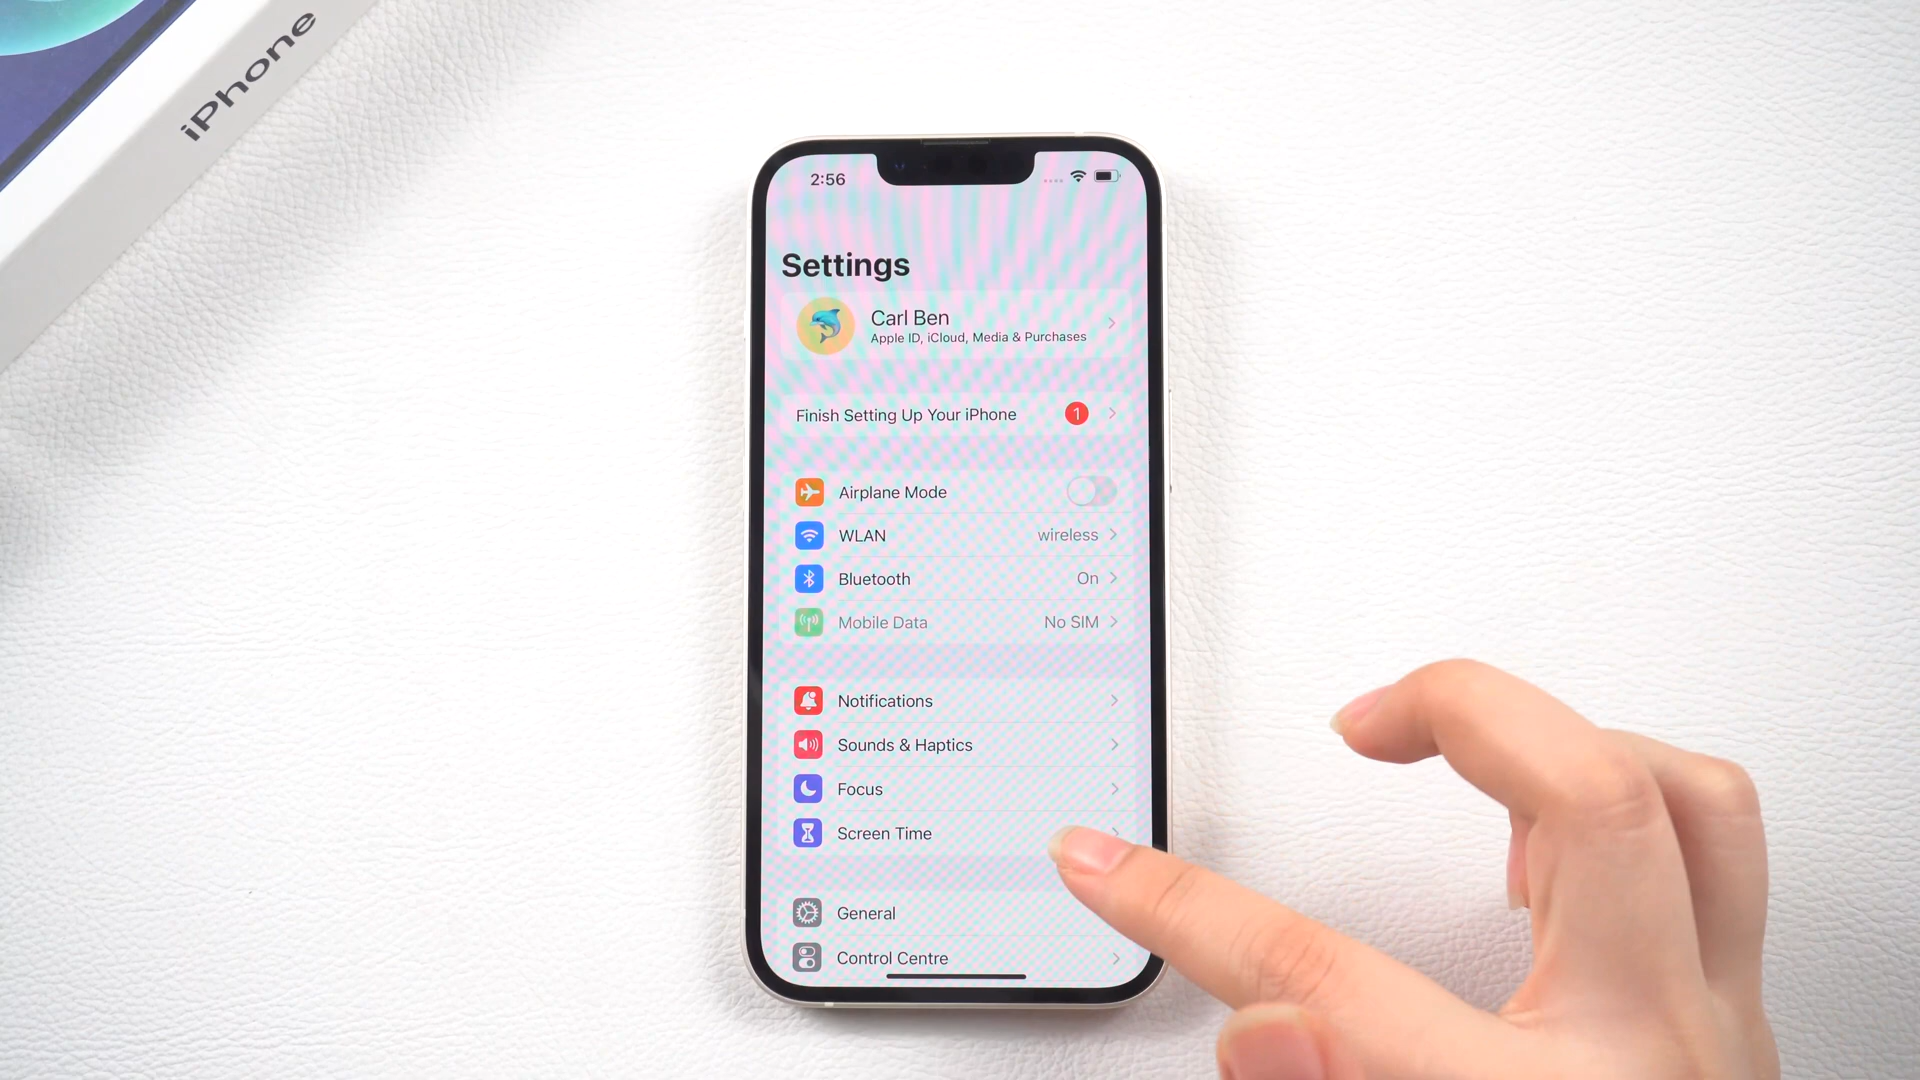 iPhone
2:56
Settings
Carl Ben
Apple ID, iCloud, Media & Purchases
Finish Setting Up Your iPhone 1
Airplane Mode
WLAN wireless
Bluetooth On
Mobile Data No SIM
Notifications
Sounds & Haptics
Focus
Screen Time
General
Control Centre